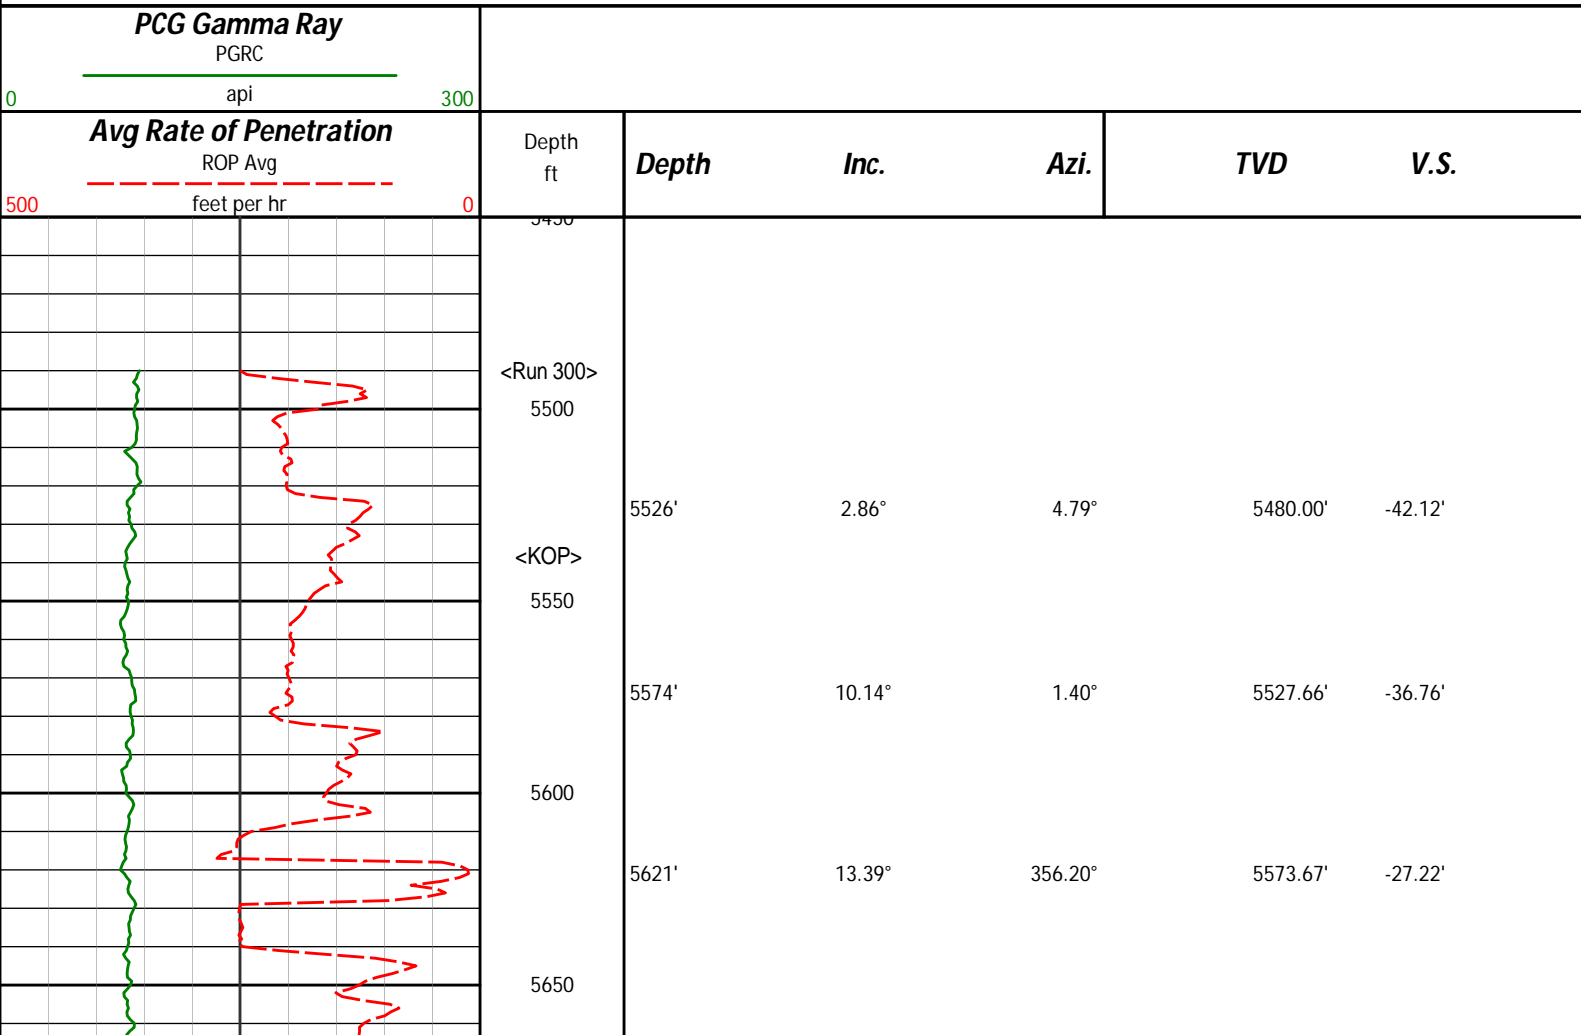 PCG Gamma Ray
PGRC
api
0 300
Avg Rate of Penetration
ROP Avg
feet per hr
500 0
Depth
ft
Depth Inc. Azi. TVD V.S.
<Run 300>
5500
5526' 2.86° 4.79° 5480.00' -42.12'
<KOP>
5550
5574' 10.14° 1.40° 5527.66' -36.76'
5600
5621' 13.39° 356.20° 5573.67' -27.22'
5650